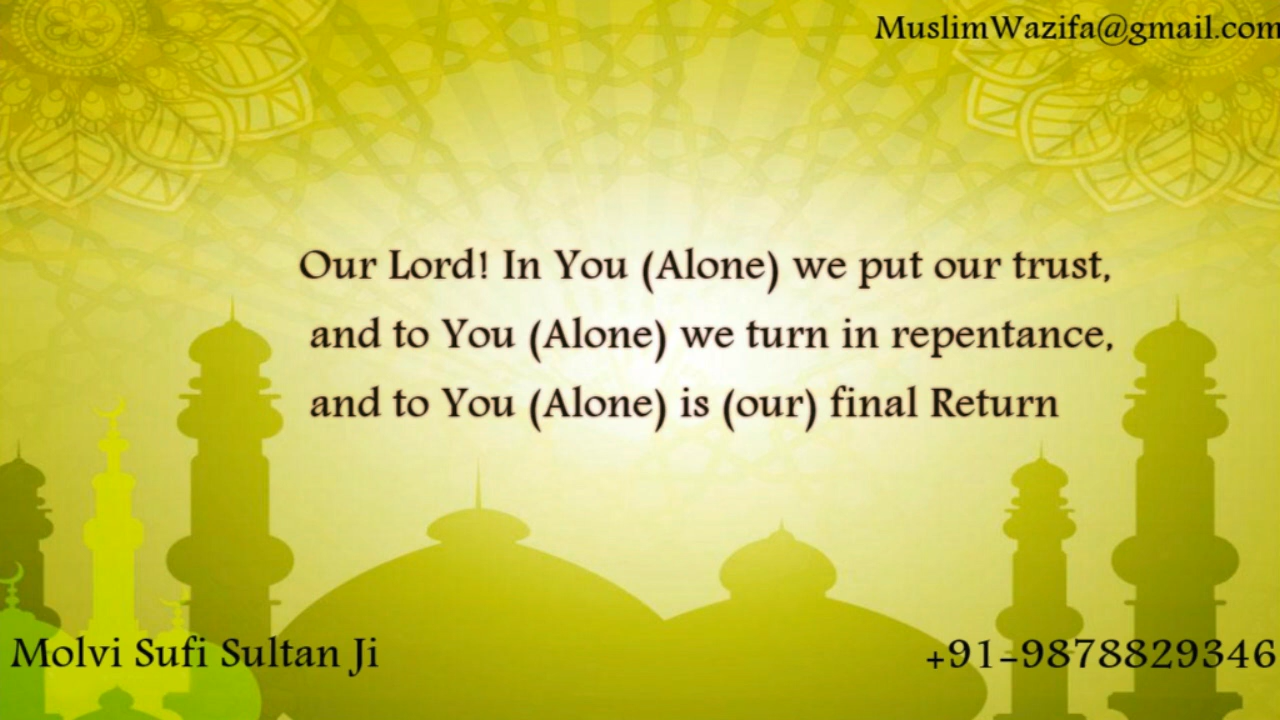 MuslimWazifa@gmail.com
Our Lord! In You (Alone) we put our trust,
and to You (Alone) we turn in repentance,
and to You (Alone) is (our) final Return
Molvi Sufi Sultan Ji
+91-9878829346